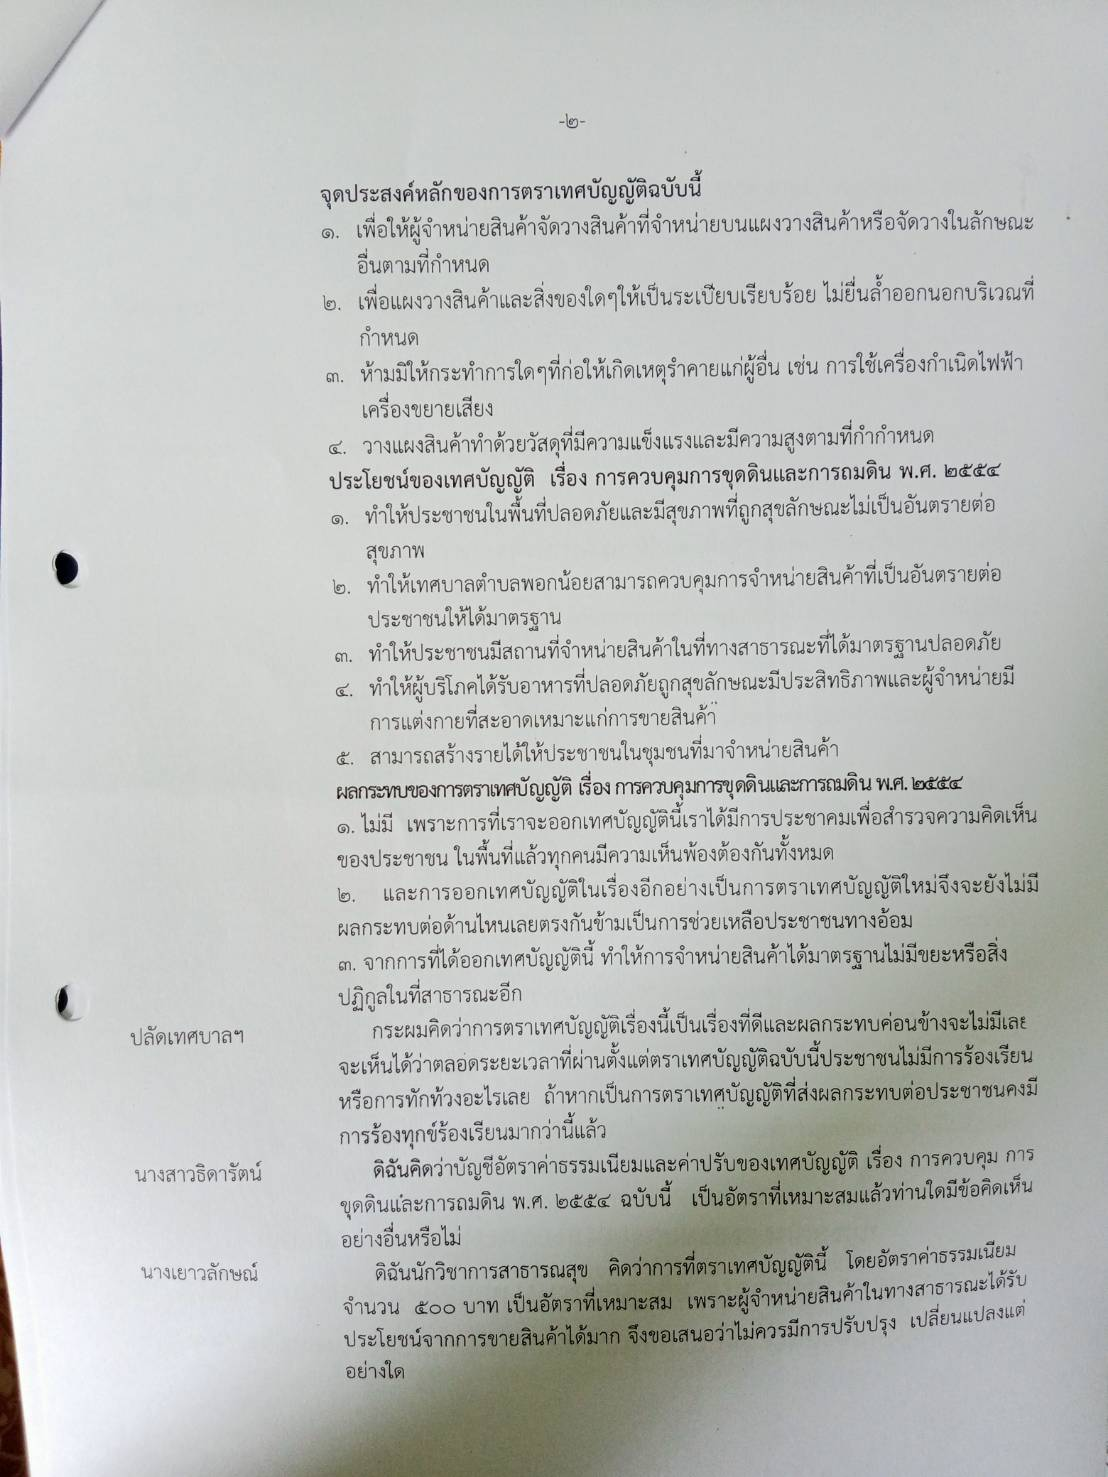 -๒-
จุดประสงค์หลักของการตราเทศบัญญัติฉบับนี้
๑. เพื่อให้ผู้จำหน่ายสินค้าจัดวางสินค้าที่จำหน่ายบนแผงวางสินค้าหรือจัดวางในลักษณะ
อื่นตามที่กำหนด
๒. เพื่อแผงวางสินค้าและสิ่งของใดๆให้เป็นระเบียบเรียบร้อย ไม่ยื่นล้ำออกนอกบริเวณที่
กำหนด
๓. ห้ามมิให้กระทำการใดๆที่ก่อให้เกิดเหตุรำคายแก่ผู้อื่น เช่น การใช้เครื่องกำเนิดไฟฟ้า
เครื่องขยายเสียง
๔. วางแผงสินค้าทำด้วยวัสดุที่มีความแข็งแรงและมีความสูงตามที่กำกำหนด
ประโยชน์ของเทศบัญญัติ เรื่อง การควบคุมการขุดดินและการถมดิน พ.ศ. ๒๕๕๔
๑. ทำให้ประชาชนในพื้นที่ปลอดภัยและมีสุขภาพที่ถูกสุขลักษณะไม่เป็นอันตรายต่อ
สุขภาพ
๒. ทำให้เทศบาลตำบลพอกน้อยสามารถควบคุมการจำหน่ายสินค้าที่เป็นอันตรายต่อ
ประชาชนให้ได้มาตรฐาน
๓. ทำให้ประชาชนมีสถานที่จำหน่ายสินค้าในที่ทางสาธารณะที่ได้มาตรฐานปลอดภัย
๔. ทำให้ผู้บริโภคได้รับอาหารที่ปลอดภัยถูกสุขลักษณะมีประสิทธิภาพและผู้จำหน่ายมี
การแต่งกายที่สะอาดเหมาะแก่การขายสินค้า
๕. สามารถสร้างรายได้ให้ประชาชนในชุมชนที่มาจำหน่ายสินค้า
ผลกระทบของการตราเทศบัญญัติ เรื่อง การควบคุมการขุดดินและการถมดิน พ.ศ. ๒๕๕๔
๑. ไม่มี เพราะการที่เราจะออกเทศบัญญัตินี้เราได้มีการประชาคมเพื่อสำรวจความคิดเห็น
ของประชาชน ในพื้นที่แล้วทุกคนมีความเห็นพ้องต้องกันทั้งหมด
๒. และการออกเทศบัญญัติในเรื่องอีกอย่างเป็นการตราเทศบัญญัติใหม่จึงจะยังไม่มี
ผลกระทบต่อด้านไหนเลยตรงกันข้ามเป็นการช่วยเหลือประชาชนทางอ้อม
๓. จากการที่ได้ออกเทศบัญญัตินี้ ทำให้การจำหน่ายสินค้าได้มาตรฐานไม่มีขยะหรือสิ่ง
ปฏิกูลในที่สาธารณะอีก
ปลัดเทศบาลฯ กระผมคิดว่าการตราเทศบัญญัติเรื่องนี้เป็นเรื่องที่ดีและผลกระทบค่อนข้างจะไม่มีเลย
จะเห็นได้ว่าตลอดระยะเวลาที่ผ่านตั้งแต่ตราเทศบัญญัติฉบับนี้ประชาชนไม่มีการร้องเรียน
หรือการทักท้วงอะไรเลย ถ้าหากเป็นการตราเทศบัญญัติที่ส่งผลกระทบต่อประชาชนคงมี
การร้องทุกข์ร้องเรียนมากว่านี้แล้ว
นางสาวธิดารัตน์ ดิฉันคิดว่าบัญชีอัตราค่าธรรมเนียมและค่าปรับของเทศบัญญัติ เรื่อง การควบคุม การ
ขุดดินและการถมดิน พ.ศ. ๒๕๕๔ ฉบับนี้ เป็นอัตราที่เหมาะสมแล้วท่านใดมีข้อคิดเห็น
อย่างอื่นหรือไม่
นางเยาวลักษณ์ ดิฉันนักวิชาการสาธารณสุข คิดว่าการที่ตราเทศบัญญัตินี้ โดยอัตราค่าธรรมเนียม
จำนวน ๕๐๐ บาท เป็นอัตราที่เหมาะสม เพราะผู้จำหน่ายสินค้าในทางสาธารณะได้รับ
ประโยชน์จากการขายสินค้าได้มาก จึงขอเสนอว่าไม่ควรมีการปรับปรุง เปลี่ยนแปลงแต่
อย่างใด